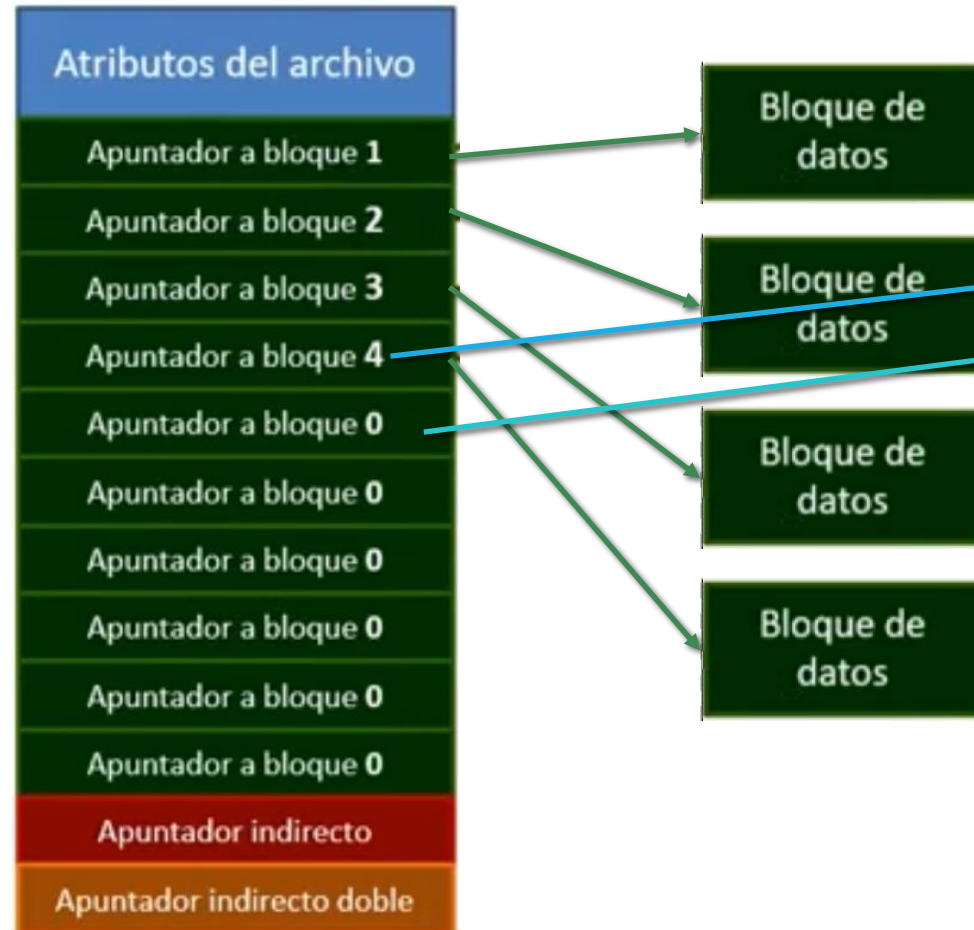 Atributos del archivo
Apuntador a bloque 1
Apuntador a bloque 2
Apuntador a bloque 3
Apuntador a bloque 4
Apuntador a bloque 0
Apuntador a bloque 0
Apuntador a bloque 0
Apuntador a bloque 0
Apuntador a bloque 0
Apuntador a bloque 0
Apuntador indirecto
Apuntador indirecto doble
Bloque de
datos
Bloque de
datos
Bloque de
datos
Bloque de
datos